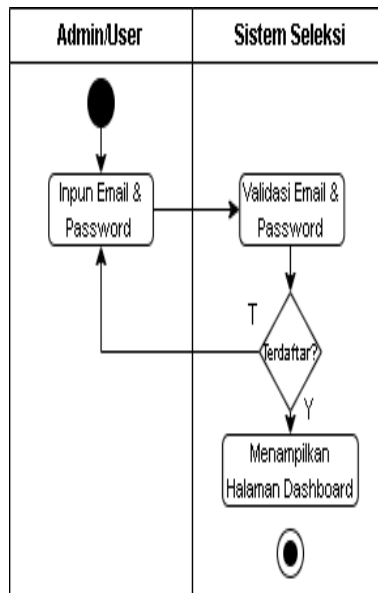 Admin/User
Sistem Seleksi
Inpun Email &
Password
Validasi Email &
Password
T
Terdaftar?
Y
Menampilkan
Halaman Dashboard